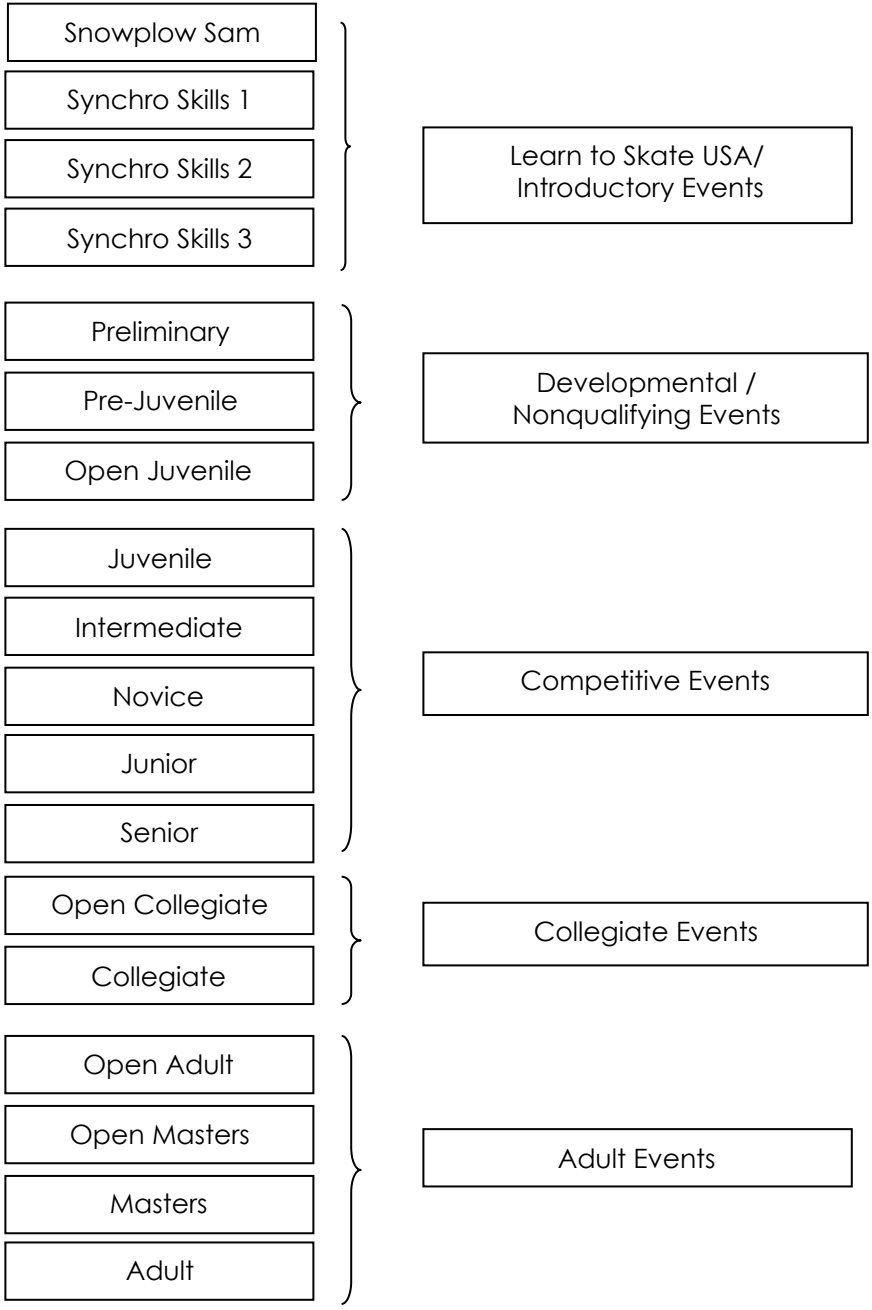 Snowplow Sam
Synchro Skills 1
Synchro Skills 2
Synchro Skills 3
Learn to Skate USA/
Introductory Events
Preliminary
Pre-Juvenile
Open Juvenile
Developmental /
Nonqualifying Events
Juvenile
Intermediate
Novice
Junior
Senior
Competitive Events
Open Collegiate
Collegiate
Collegiate Events
Open Adult
Open Masters
Masters
Adult
Adult Events